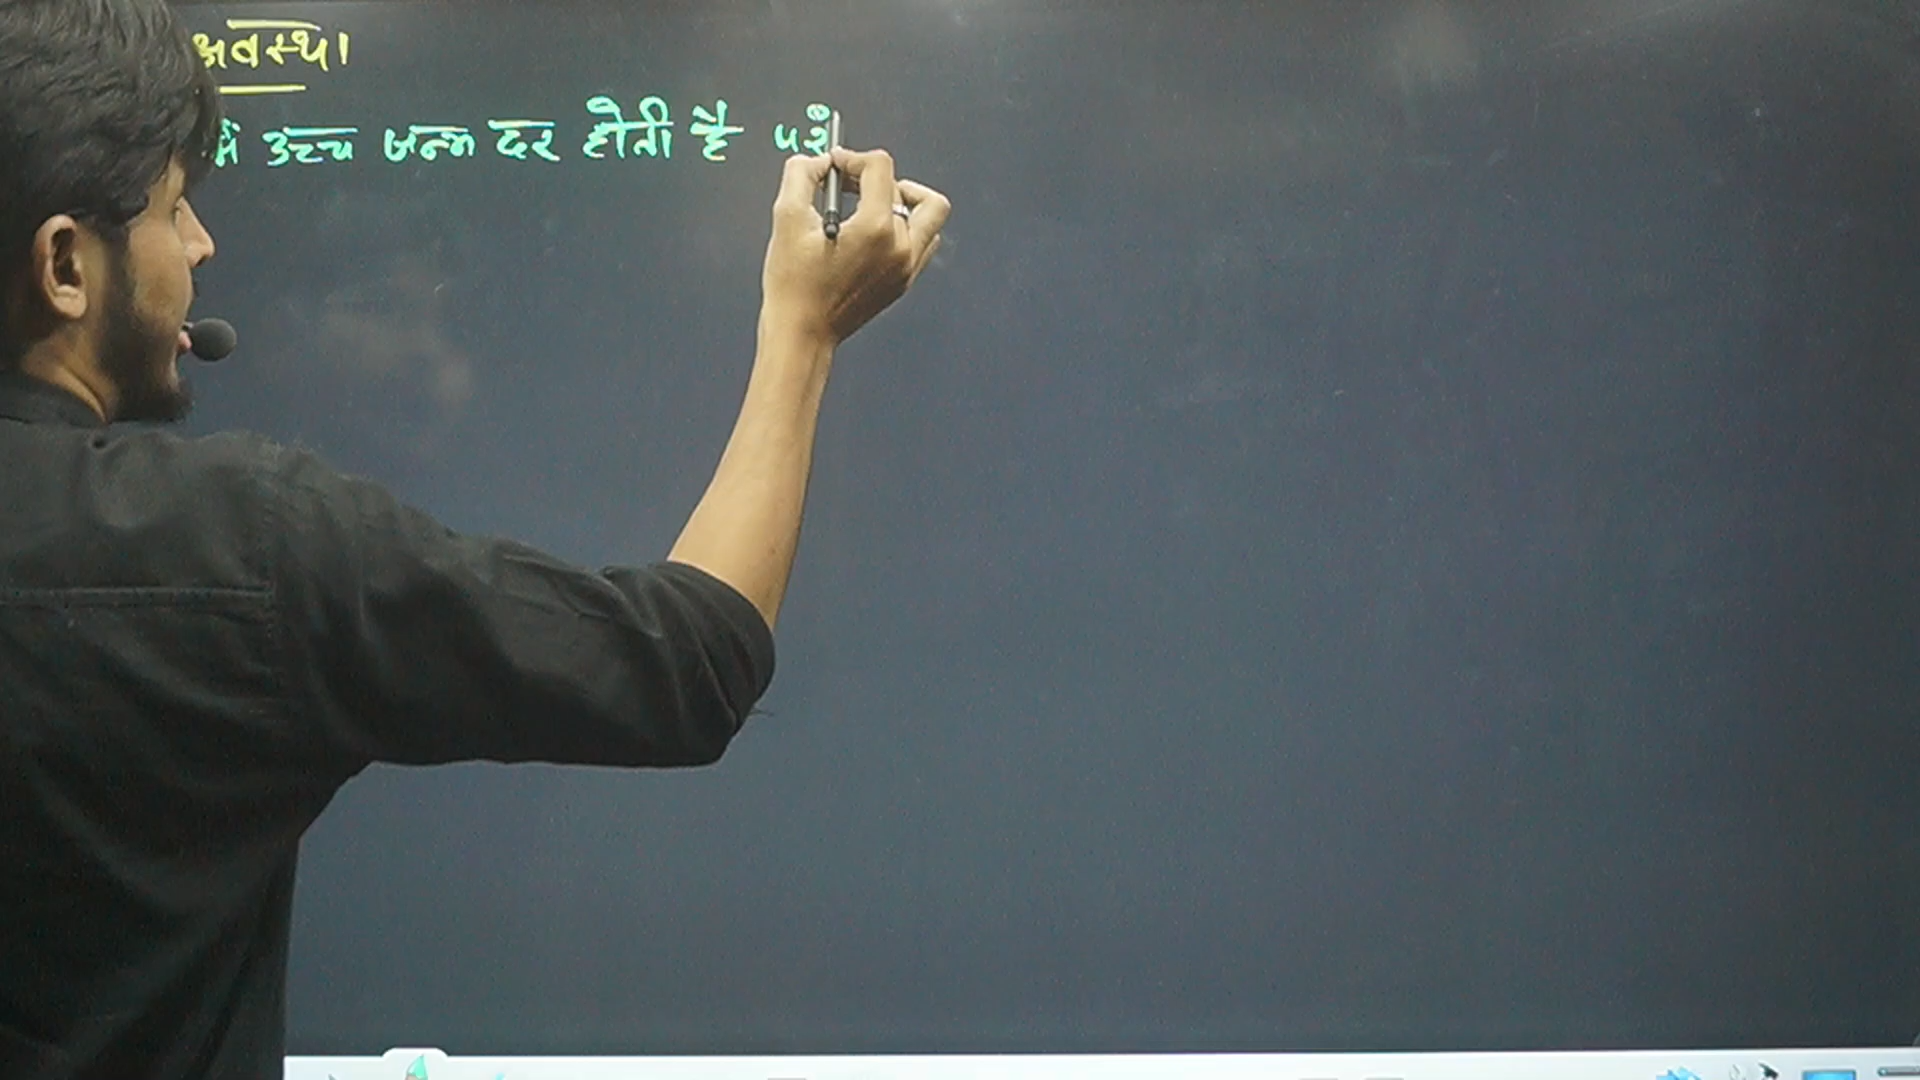 अवस्था
में उच्च जन्म दर होती है परं